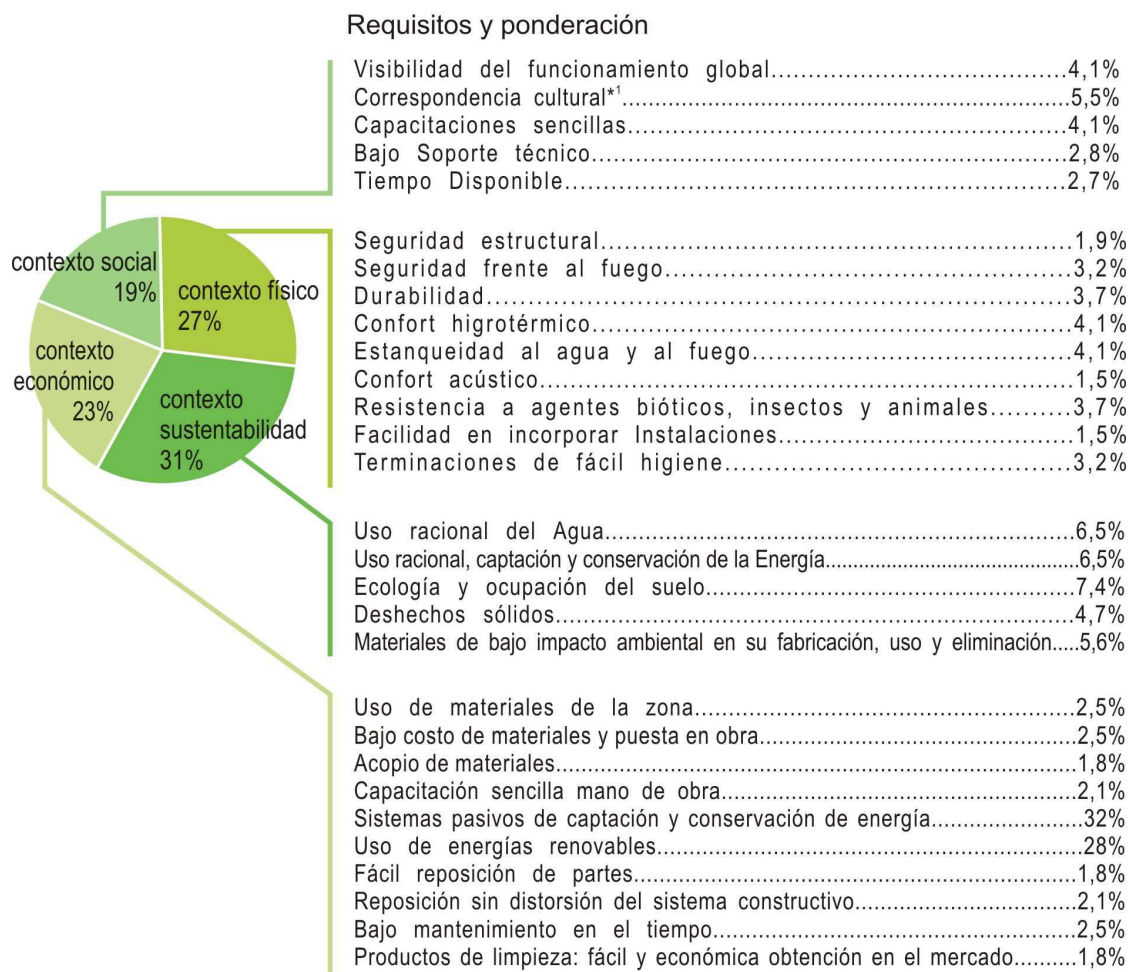 Requisitos y ponderación
Visibilidad del funcionamiento global....................................4,1%
Correspondencia cultural*¹....................................5,5%
Capacitaciones sencillas....................................4,1%
Bajo Soporte técnico....................................2,8%
Tiempo Disponible....................................2,7%
contexto social
19%
contexto físico
27%
contexto
económico
23%
contexto
sustentabilidad
31%
Seguridad estructural....................................1,9%
Seguridad frente al fuego....................................3,2%
Durabilidad....................................3,7%
Confort higrotérmico....................................4,1%
Estanqueidad al agua y al fuego....................................4,1%
Confort acústico....................................1,5%
Resistencia a agentes bióticos, insectos y animales..........3,7%
Facilidad en incorporar Instalaciones....................................1,5%
Terminaciones de fácil higiene....................................3,2%
Uso racional del Agua....................................6,5%
Uso racional, captación y conservación de la Energía....................................6,5%
Ecología y ocupación del suelo....................................7,4%
Deshechos sólidos....................................4,7%
Materiales de bajo impacto ambiental en su fabricación, uso y eliminación.....5,6%
Uso de materiales de la zona....................................2,5%
Bajo costo de materiales y puesta en obra....................................2,5%
Acopio de materiales....................................1,8%
Capacitación sencilla mano de obra....................................2,1%
Sistemas pasivos de captación y conservación de energía....................32%
Uso de energías renovables....................................28%
Fácil reposición de partes....................................1,8%
Reposición sin distorsión del sistema constructivo....................................2,1%
Bajo mantenimiento en el tiempo....................................2,5%
Productos de limpieza: fácil y económica obtención en el mercado..........1,8%